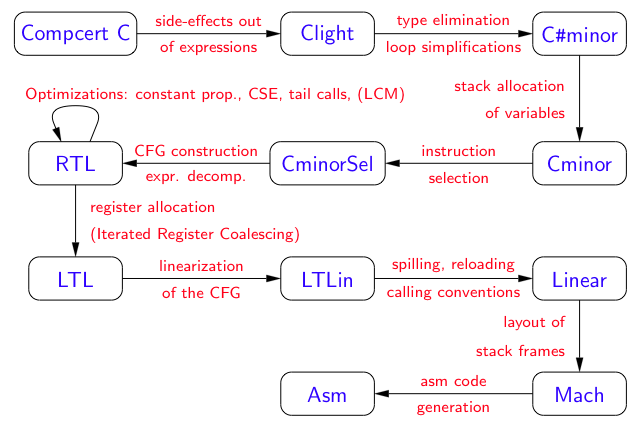 Compcert C
side-effects out
of expressions
Clight
type elimination
loop simplifications
C#minor
stack allocation
of variables
Optimizations: constant prop., CSE, tail calls, (LCM)
RTL
CFG construction
expr. decomp.
CminorSel
instruction
selection
Cminor
register allocation
(Iterated Register Coalescing)
LTL
linearization
of the CFG
LTLin
spilling, reloading
calling conventions
Linear
layout of
stack frames
Asm
asm code
generation
Mach